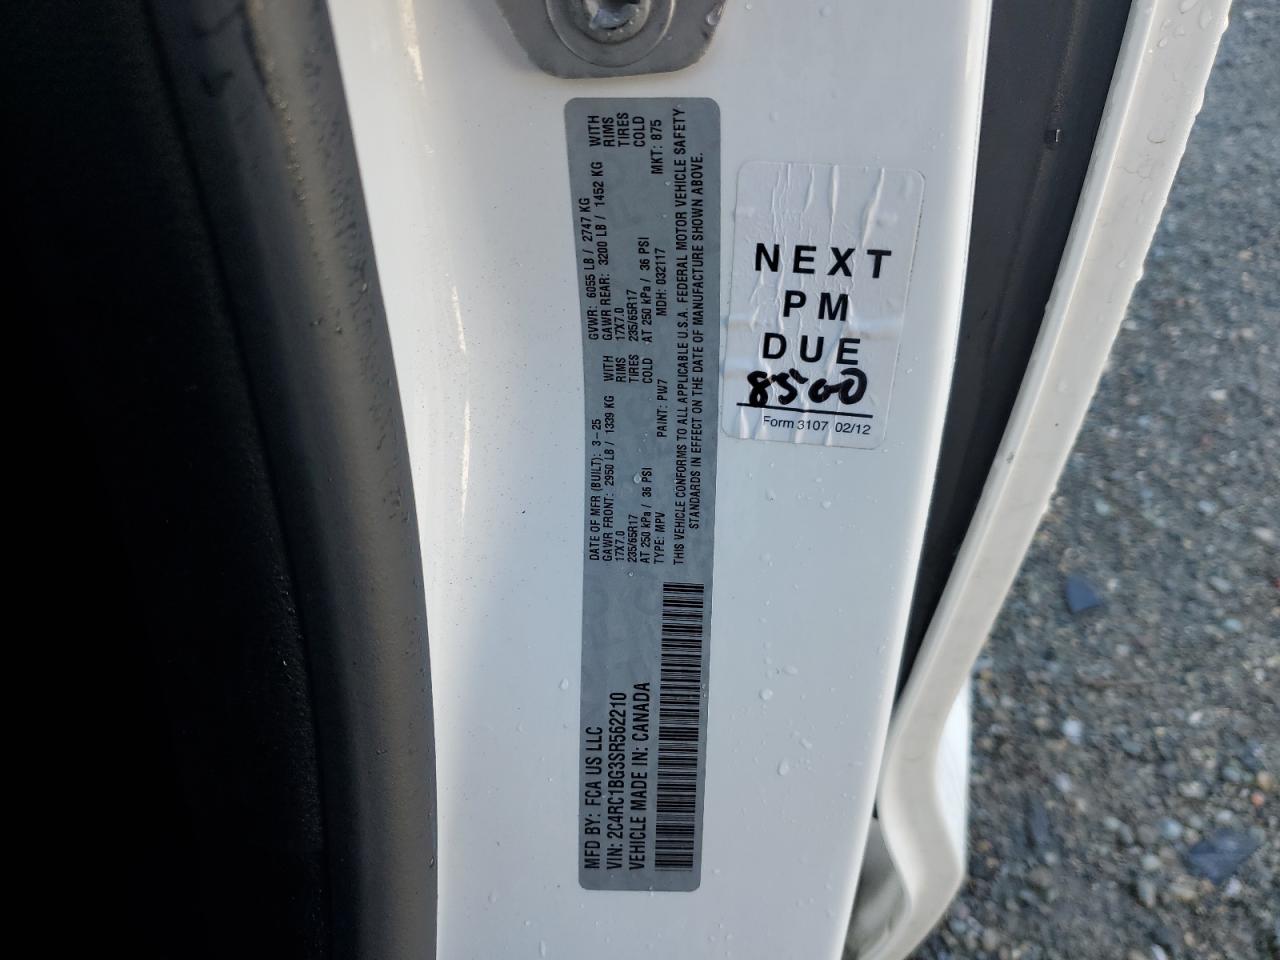 MFD BY: FCA US LLC
VIN: 2C4RC1BG3SR562210
VEHICLE MADE IN: CANADA
DATE OF MFR (BUILT): 3-25 GVWR: 6055 LB / 2747 KG
GAWR FRONT: 2950 LB / 1339 KG WITH GAWR REAR: 3200 LB / 1452 KG WITH
17X7.0 RIMS 17X7.0 RIMS
235/65R17 TIRES 235/65R17 TIRES
AT 250 kPa / 36 PSI COLD AT 250 kPa / 36 PSI COLD
TYPE: MPV PAINT: PW7 MDH: 032117 MKT: 875
THIS VEHICLE CONFORMS TO ALL APPLICABLE U.S.A. FEDERAL MOTOR VEHICLE SAFETY
STANDARDS IN EFFECT ON THE DATE OF MANUFACTURE SHOWN ABOVE.
NEXT
PM
DUE
8500
Form 3107 02/12